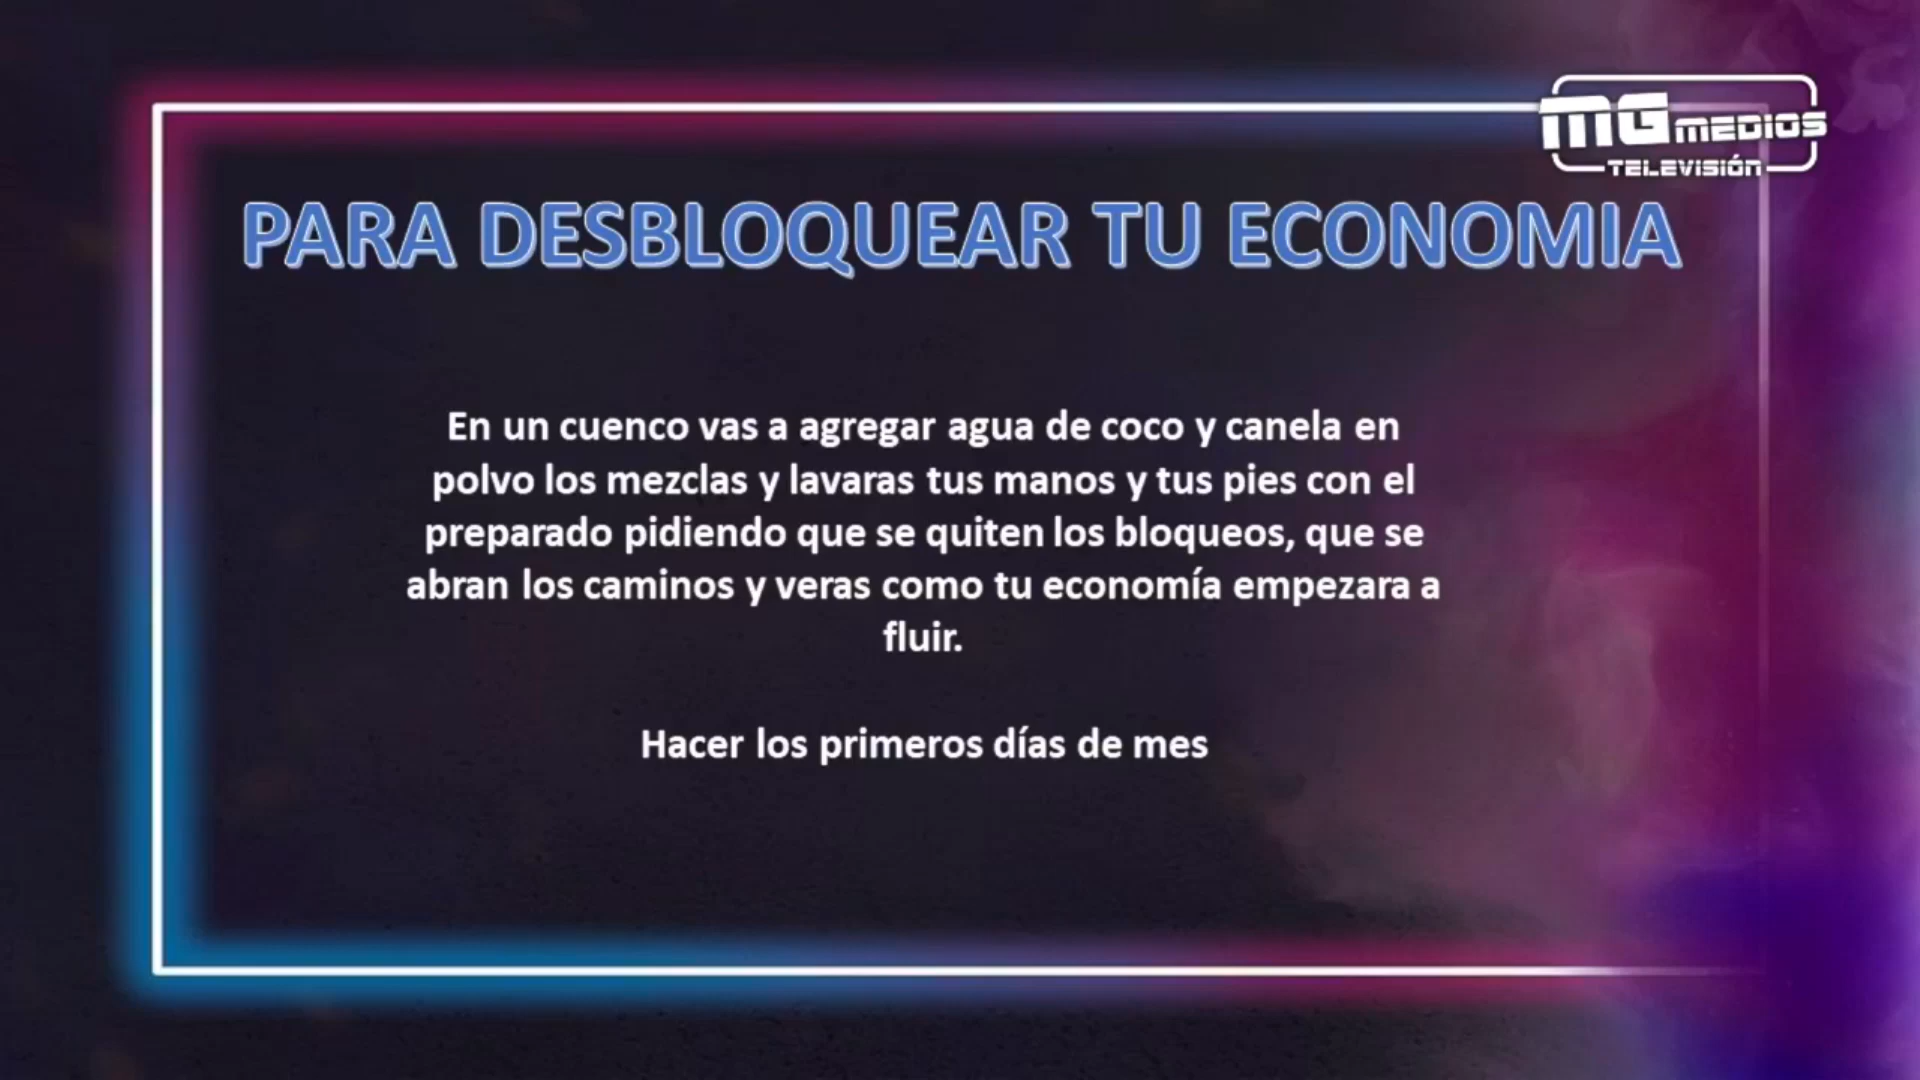 MG MEDIOS
TELEVISIÓN
PARA DESBLOQUEAR TU ECONOMIA
En un cuenco vas a agregar agua de coco y canela en
polvo los mezclas y lavaras tus manos y tus pies con el
preparado pidiendo que se quiten los bloqueos, que se
abran los caminos y veras como tu economía empezara a
fluir.
Hacer los primeros días de mes